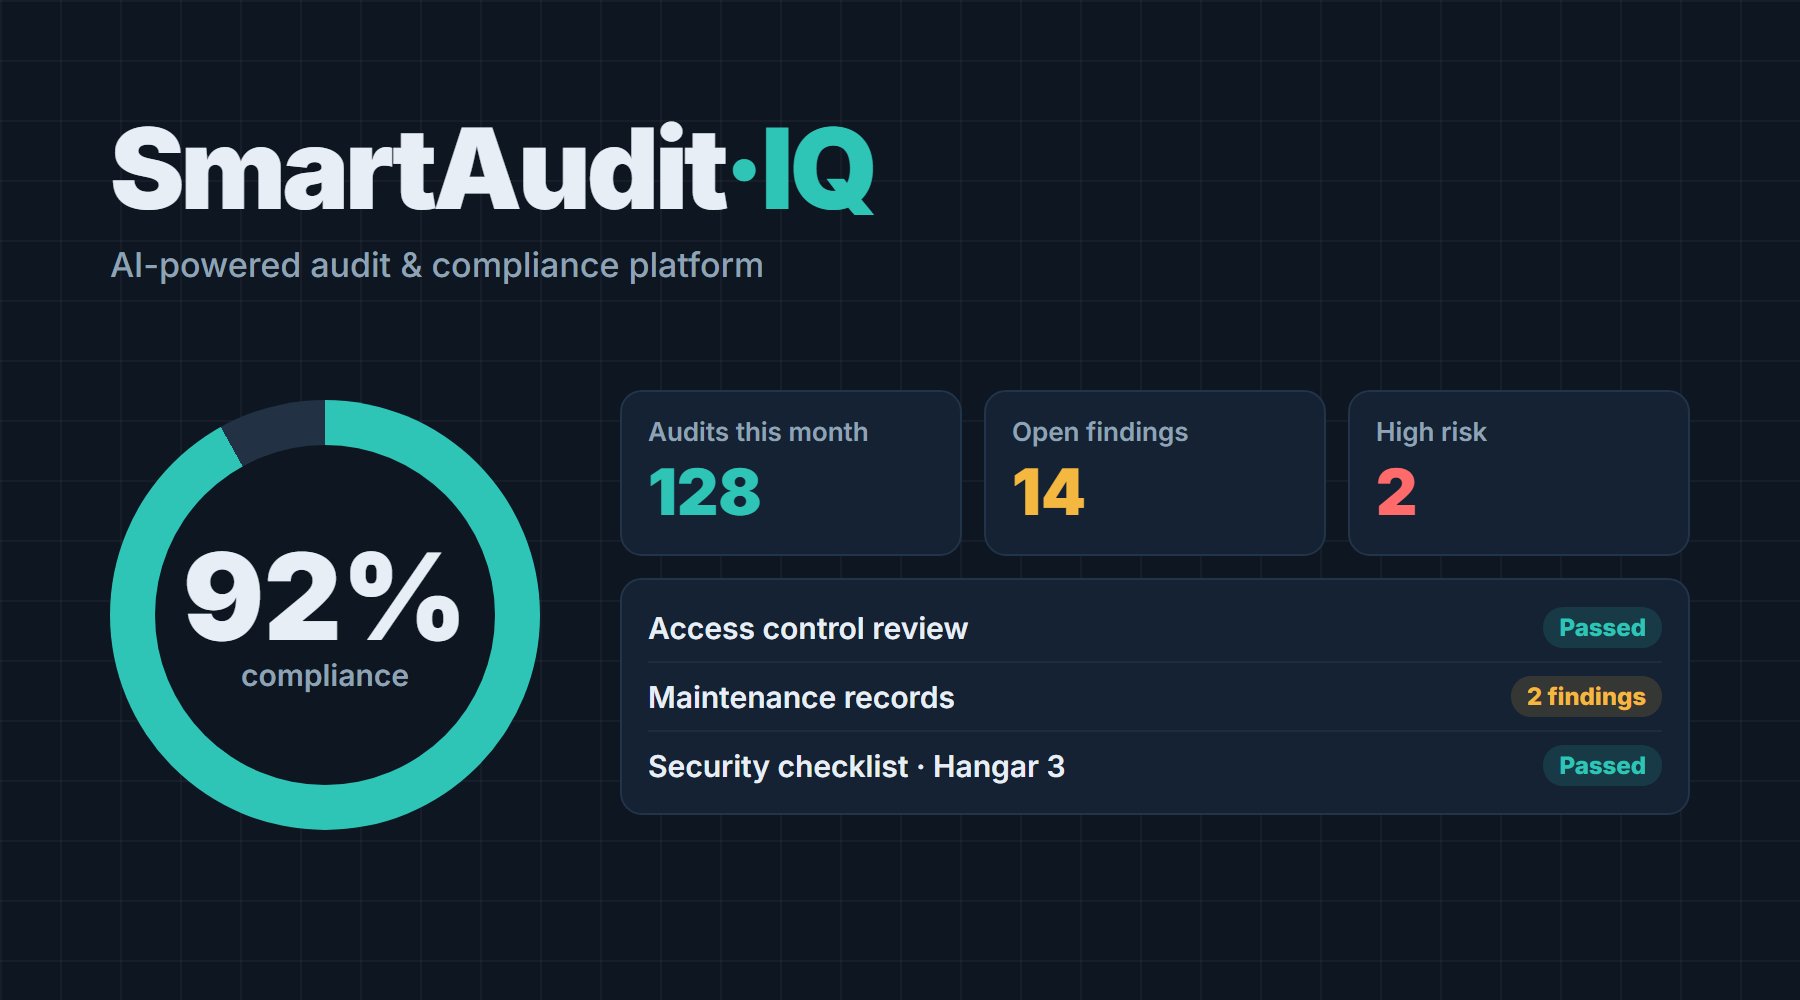 SmartAudit·IQ
AI-powered audit & compliance platform
92%
compliance
Audits this month
128
Open findings
14
High risk
2
Access control review
Passed
Maintenance records
2 findings
Security checklist · Hangar 3
Passed